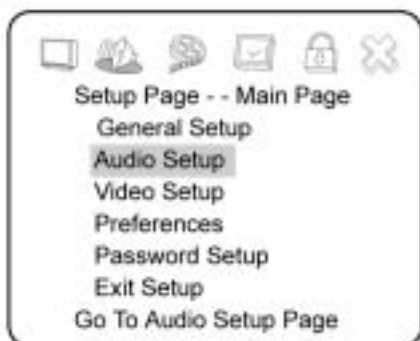 Setup Page - - Main Page
General Setup
Audio Setup
Video Setup
Preferences
Password Setup
Exit Setup
Go To Audio Setup Page